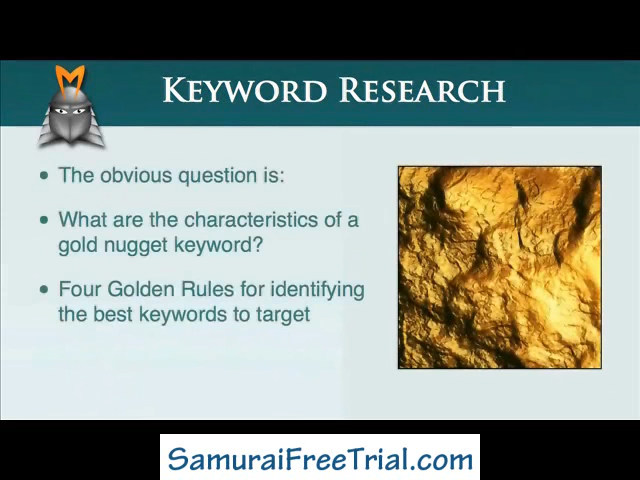 KEYWORD RESEARCH
• The obvious question is:
• What are the characteristics of a
gold nugget keyword?
• Four Golden Rules for identifying
the best keywords to target
SamuraiFreeTrial.com